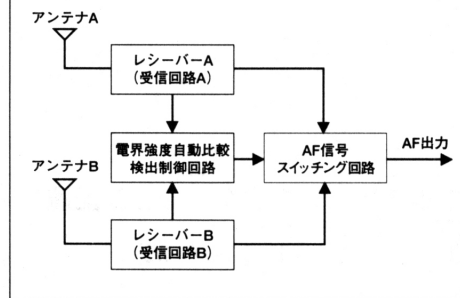 アンテナA
レシーバーA
(受信回路A)
電界強度自動比較
検出制御回路
AF信号
スイッチング回路
AF出力
アンテナB
レシーバーB
(受信回路B)